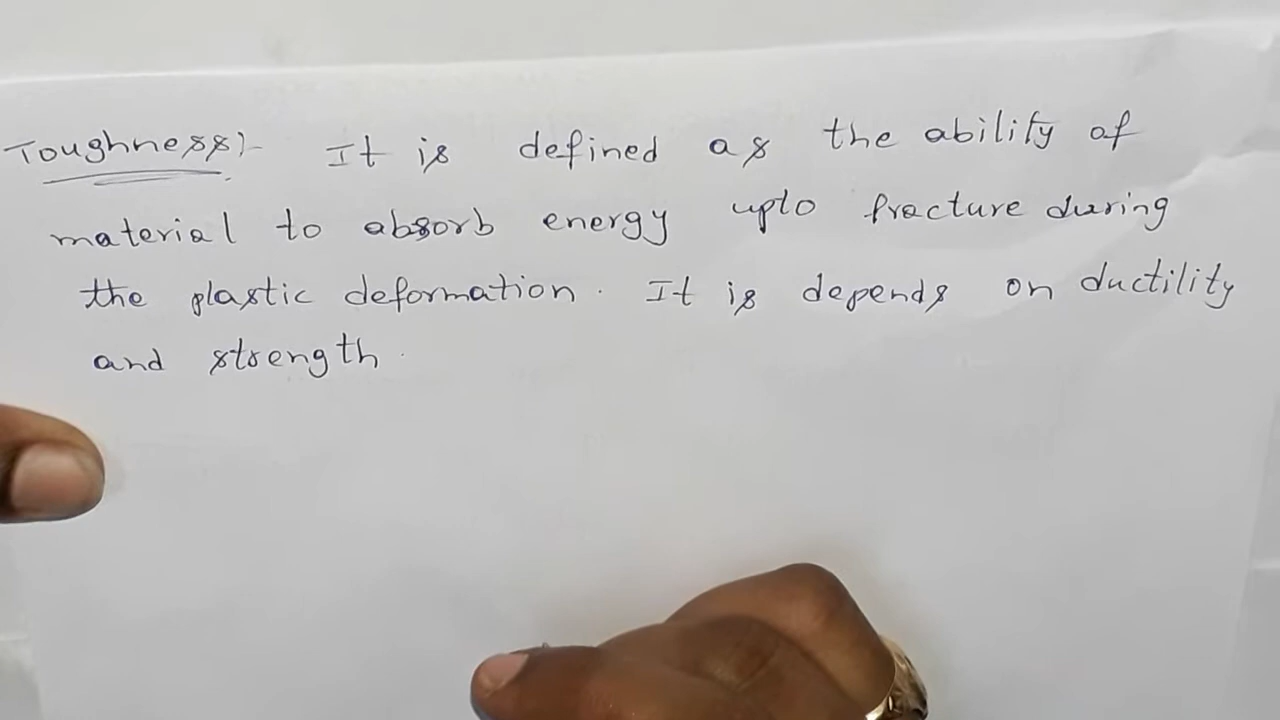 Toughness:- It is defined as the ability of
material to absorb energy upto fracture during
the plastic deformation. It is depends on ductility
and strength.